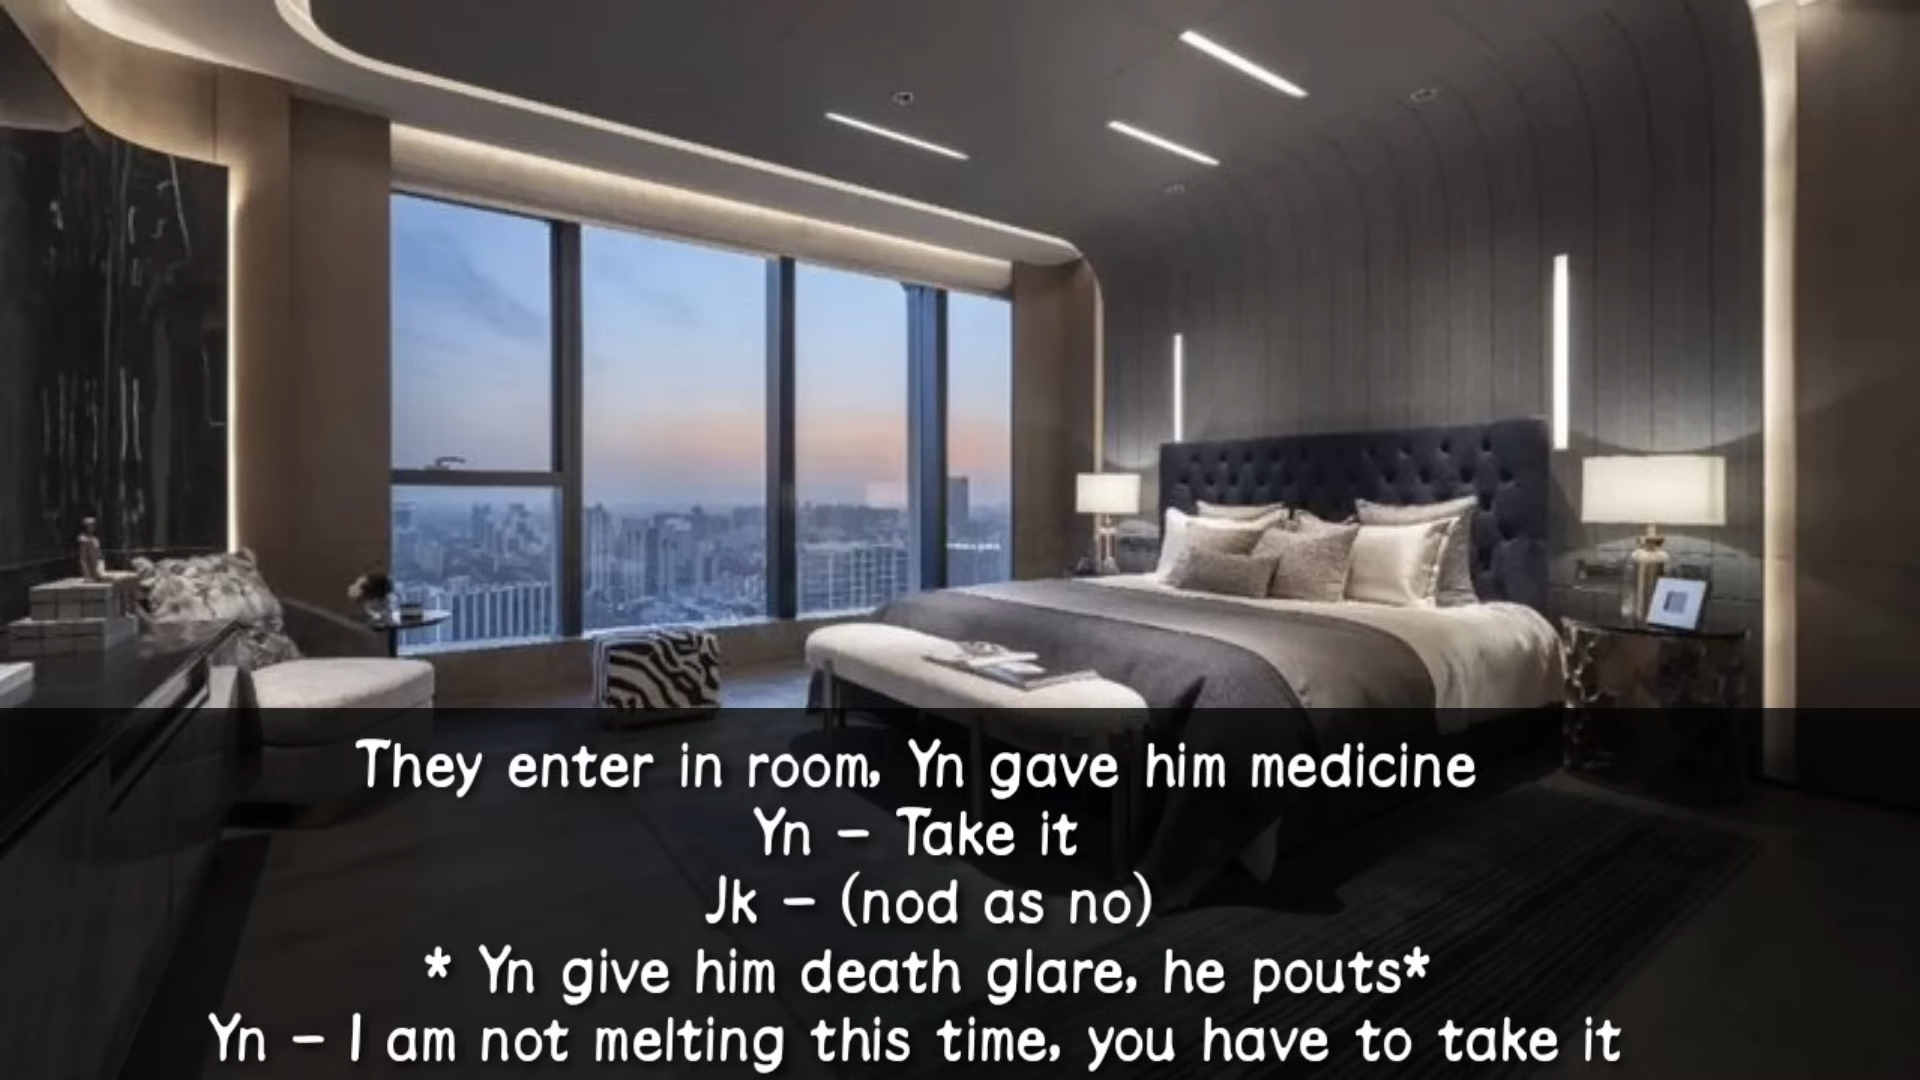 They enter in room, Yn gave him medicine
Yn - Take it
Jk - (nod as no)
* Yn give him death glare, he pouts*
Yn - I am not melting this time, you have to take it